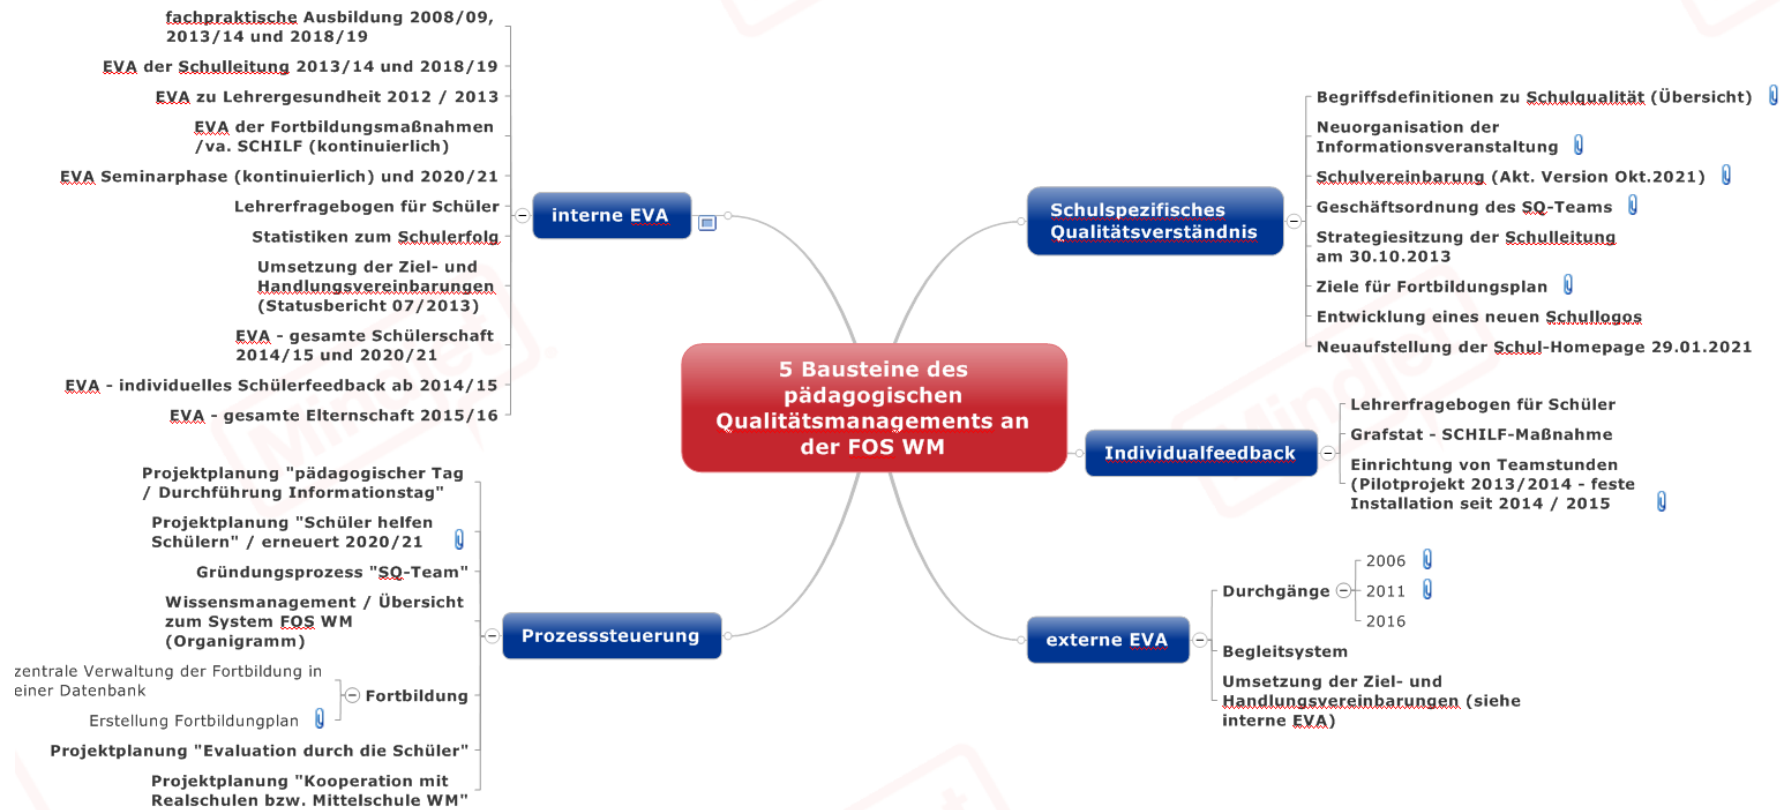 5 Bausteine des
pädagogischen
Qualitätsmanagements an
der FOS WM
Schulspezifisches
Qualitätsverständnis
Begriffsdefinitionen zu Schulqualität (Übersicht)
Neuorganisation der
Informationsveranstaltung
Schulvereinbarung (Akt. Version Okt.2021)
Geschäftsordnung des SQ-Teams
Strategiesitzung der Schulleitung
am 30.10.2013
Ziele für Fortbildungsplan
Entwicklung eines neuen Schullogos
Neuaufstellung der Schul-Homepage 29.01.2021
Individualfeedback
Lehrerfragebogen für Schüler
Grafstat - SCHILF-Maßnahme
Einrichtung von Teamstunden
(Pilotprojekt 2013/2014 - feste
Installation seit 2014 / 2015
externe EVA
Durchgänge
2006
2011
2016
Begleitsystem
Umsetzung der Ziel- und
Handlungsvereinbarungen (siehe
interne EVA)
Prozesssteuerung
Projektplanung "pädagogischer Tag
/ Durchführung Informationstag"
Projektplanung "Schüler helfen
Schülern" / erneuert 2020/21
Gründungsprozess "SQ-Team"
Wissensmanagement / Übersicht
zum System FOS WM
(Organigramm)
Fortbildung
zentrale Verwaltung der Fortbildung in
einer Datenbank
Erstellung Fortbildungplan
Projektplanung "Evaluation durch die Schüler"
Projektplanung "Kooperation mit
Realschulen bzw. Mittelschule WM"
interne EVA
fachpraktische Ausbildung 2008/09,
2013/14 und 2018/19
EVA der Schulleitung 2013/14 und 2018/19
EVA zu Lehrergesundheit 2012 / 2013
EVA der Fortbildungsmaßnahmen
/va. SCHILF (kontinuierlich)
EVA Seminarphase (kontinuierlich) und 2020/21
Lehrerfragebogen für Schüler
Statistiken zum Schulerfolg
Umsetzung der Ziel- und
Handlungsvereinbarungen
(Statusbericht 07/2013)
EVA - gesamte Schülerschaft
2014/15 und 2020/21
EVA - individuelles Schülerfeedback ab 2014/15
EVA - gesamte Elternschaft 2015/16
Mindjet
Mindjet
Mindjet